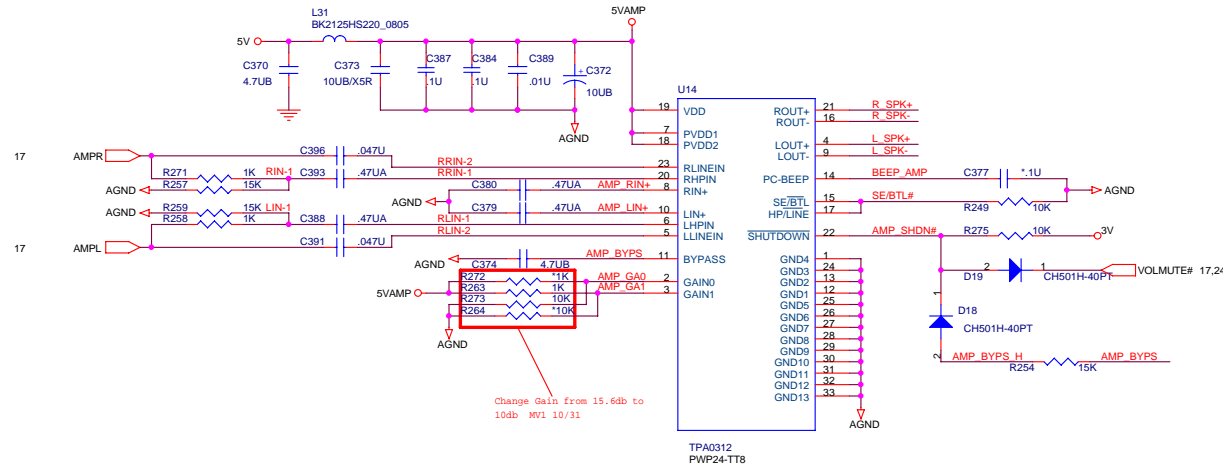 L31
BK2125HS220_0805
5VAMP
5V
C370
4.7UB
C373
10UB/X5R
C387
.1U
C384
.1U
C389
.01U
C372
10UB
+
AGND
U14
19 VDD
7 PVDD1
18 PVDD2
23 RLINEIN
20 RHPIN
8 RIN+
10 LIN+
6 LHPIN
5 LLINEIN
11 BYPASS
2 GAIN0
3 GAIN1
ROUT+ 21 R_SPK+
ROUT- 16 R_SPK-
LOUT+ 4 L_SPK+
LOUT- 9 L_SPK-
PC-BEEP 14 BEEP_AMP
SE/BTL 15 SE/BTL#
HP/LINE 17
SHUTDOWN 22 AMP_SHDN#
GND4 1
GND3 24
GND2 13
GND1 12
GND5 25
GND6 26
GND7 27
GND8 28
GND9 29
GND10 30
GND11 31
GND12 32
GND13 33
AGND
TPA0312
PWP24-TT8
17 AMPR
C396 .047U RRIN-2
R271 1K RIN-1 C393 .47UA RRIN-1
AGND R257 15K
C380 .47UA AMP_RIN+
AGND
C379 .47UA AMP_LIN+
AGND R259 15K LIN-1
R258 1K C388 .47UA RLIN-1
17 AMPL
C391 .047U RLIN-2
AGND C374 4.7UB AMP_BYPS
5VAMP
R272 *1K AMP_GA0
R263 1K AMP_GA1
R273 10K
R264 *10K
AGND
Change Gain from 15.6db to
10db MV1 10/31
C377 *.1U
AGND
R249 10K
R275 10K 3V
2 D19 1 CH501H-40PT
VOLMUTE# 17,24
1
D18
CH501H-40PT
2
AMP_BYPS_H R254 15K AMP_BYPS